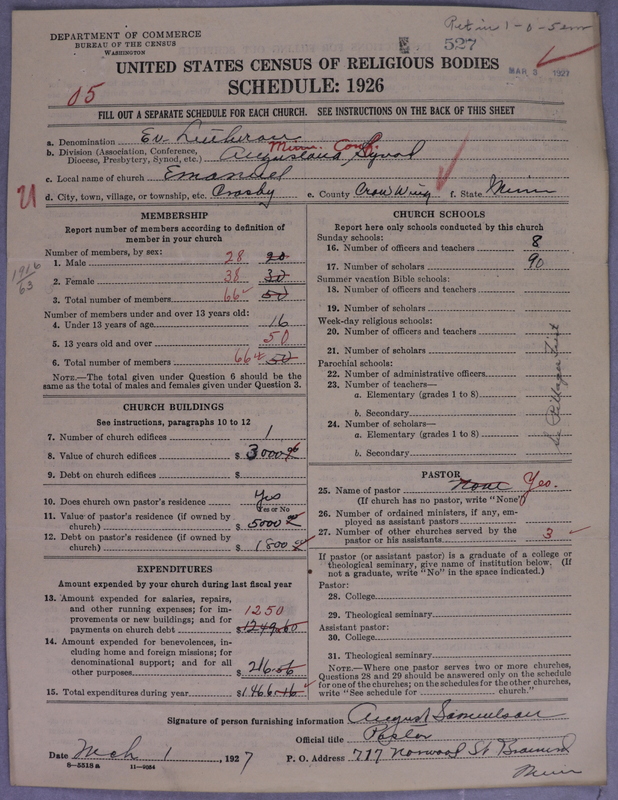 DEPARTMENT OF COMMERCE
BUREAU OF THE CENSUS
WASHINGTON
527
MAR 3 1927
UNITED STATES CENSUS OF RELIGIOUS BODIES
SCHEDULE: 1926
05
FILL OUT A SEPARATE SCHEDULE FOR EACH CHURCH. SEE INSTRUCTIONS ON THE BACK OF THIS SHEET
a. Denomination Ev. Lutheran
b. Division (Association, Conference, Diocese, Presbytery, Synod, etc.) Augustana Synod Minn. Conf.
c. Local name of church Emanuel
d. City, town, village, or township, etc. Crosby e. County Crow Wing f. State Minn
MEMBERSHIP
Report number of members according to definition of member in your church
Number of members, by sex:
1. Male 28 20
2. Female 38 30
3. Total number of members 66 50
1916
63
Number of members under and over 13 years old:
4. Under 13 years of age 16
5. 13 years old and over 50
6. Total number of members 66 50
NOTE.—The total given under Question 6 should be the same as the total of males and females given under Question 3.
CHURCH BUILDINGS
See instructions, paragraphs 10 to 12
7. Number of church edifices 1
8. Value of church edifices $ 3000
9. Debt on church edifices $
10. Does church own pastor's residence Yes
Yes or No
11. Value of pastor's residence (if owned by church) $ 5000
12. Debt on pastor's residence (if owned by church) $ 1800
EXPENDITURES
Amount expended by your church during last fiscal year
13. Amount expended for salaries, repairs, and other running expenses; for improvements or new buildings; and for payments on church debt 1250 $ 1249.60
14. Amount expended for benevolences, including home and foreign missions; for denominational support; and for all other purposes $ 216.56
15. Total expenditures during year $ 1466.16
CHURCH SCHOOLS
Report here only schools conducted by this church
Sunday schools:
16. Number of officers and teachers 8
17. Number of scholars 90
Summer vacation Bible schools:
18. Number of officers and teachers
19. Number of scholars
Week-day religious schools:
20. Number of officers and teachers
21. Number of scholars
Parochial schools:
22. Number of administrative officers
23. Number of teachers—
a. Elementary (grades 1 to 8)
b. Secondary
24. Number of scholars—
a. Elementary (grades 1 to 8)
b. Secondary
PASTOR
25. Name of pastor None Yes.
(If church has no pastor, write "None")
26. Number of ordained ministers, if any, employed as assistant pastors
27. Number of other churches served by the pastor or his assistants 3
If pastor (or assistant pastor) is a graduate of a college or theological seminary, give name of institution below. (If not a graduate, write "No" in the space indicated.)
Pastor:
28. College
29. Theological seminary
Assistant pastor:
30. College
31. Theological seminary
NOTE.—Where one pastor serves two or more churches, Questions 28 and 29 should be answered only on the schedule for one of the churches; on the schedules for the other churches, write "See schedule for church."
Signature of person furnishing information August Samuelson
Official title Pastor
Date Mch 1, 1927 P. O. Address 717 Norwood St Brainerd
Minn
8—5518a 11—9054